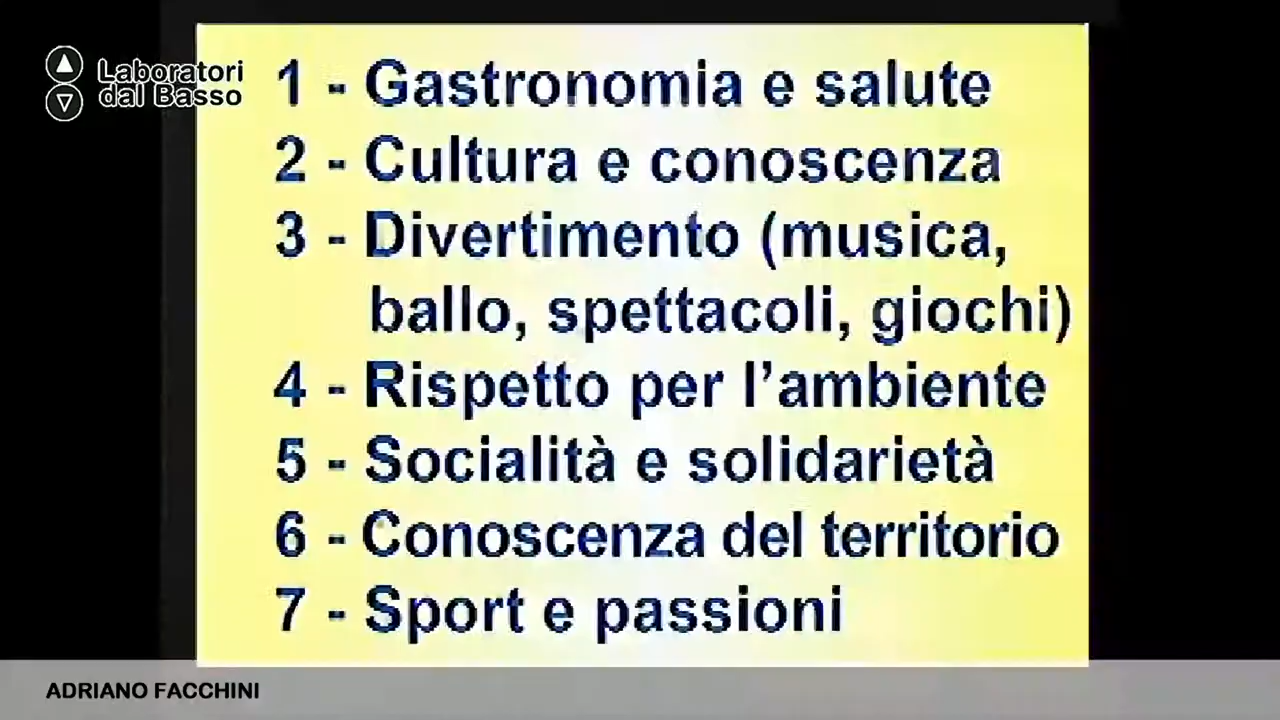 Laboratori
dal Basso
1 - Gastronomia e salute
2 - Cultura e conoscenza
3 - Divertimento (musica,
ballo, spettacoli, giochi)
4 - Rispetto per l’ambiente
5 - Socialità e solidarietà
6 - Conoscenza del territorio
7 - Sport e passioni
ADRIANO FACCHINI